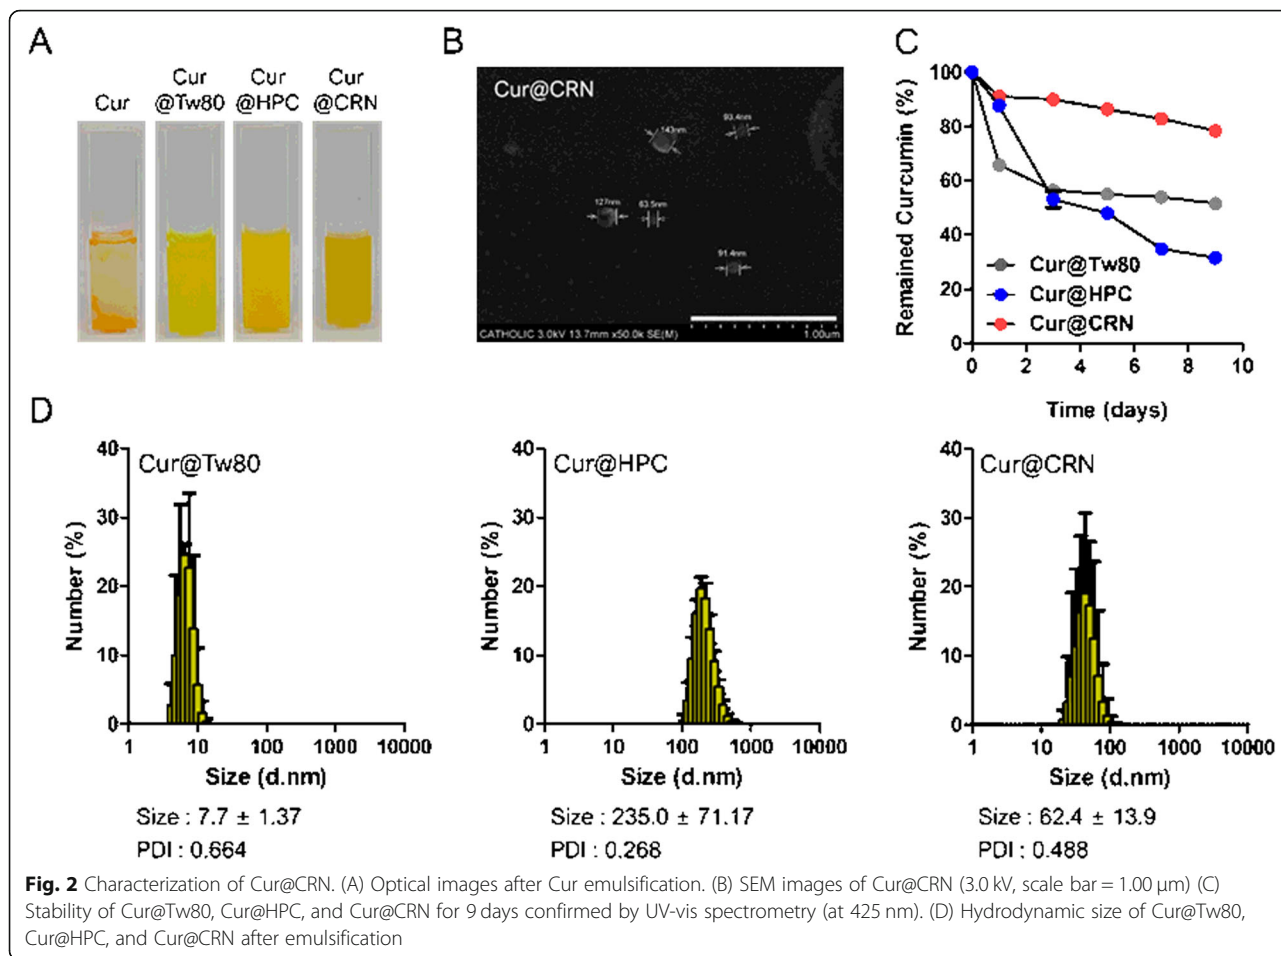 A
Cur
Cur
@Tw80
Cur
@HPC
Cur
@CRN
B
Cur@CRN
143nm
93.4nm
127nm
63.5nm
91.4nm
CATHOLIC 3.0kV 13.7mm x50.0k SE(M)
1.00um
C
Remained Curcumin (%)
100
80
60
40
20
0
Cur@Tw80
Cur@HPC
Cur@CRN
0 2 4 6 8 10
Time (days)
D
Cur@Tw80
Number (%)
40
30
20
10
0
1 10 100 1000 10000
Size (d.nm)
Size : 7.7 ± 1.37
PDI : 0.664
Cur@HPC
Number (%)
40
30
20
10
0
1 10 100 1000 10000
Size (d.nm)
Size : 235.0 ± 71.17
PDI : 0.268
Cur@CRN
Number (%)
40
30
20
10
0
1 10 100 1000 10000
Size (d.nm)
Size : 62.4 ± 13.9
PDI : 0.488
Fig. 2 Characterization of Cur@CRN. (A) Optical images after Cur emulsification. (B) SEM images of Cur@CRN (3.0 kV, scale bar = 1.00 μm) (C)
Stability of Cur@Tw80, Cur@HPC, and Cur@CRN for 9 days confirmed by UV-vis spectrometry (at 425 nm). (D) Hydrodynamic size of Cur@Tw80,
Cur@HPC, and Cur@CRN after emulsification